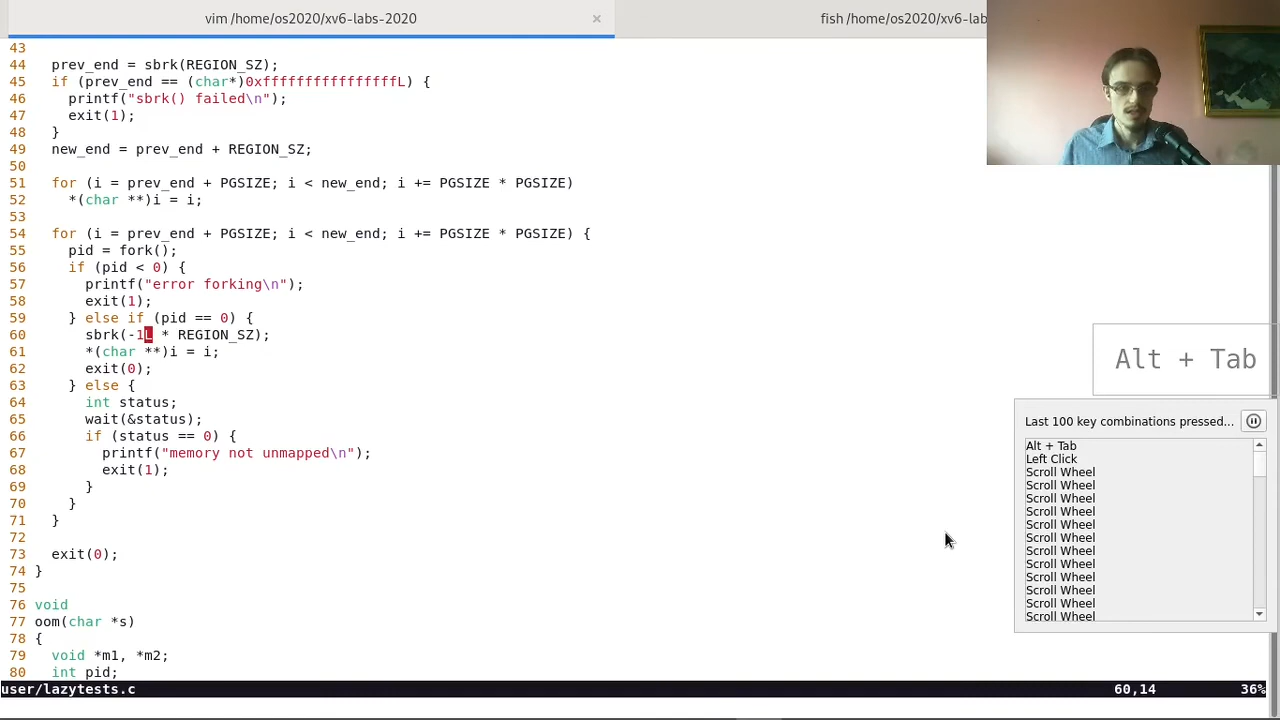 vim /home/os2020/xv6-labs-2020
×
fish /home/os2020/xv6-lab
43
44   prev_end = sbrk(REGION_SZ);
45   if (prev_end == (char*)0xffffffffffffffffL) {
46     printf("sbrk() failed\n");
47     exit(1);
48   }
49   new_end = prev_end + REGION_SZ;
50
51   for (i = prev_end + PGSIZE; i < new_end; i += PGSIZE * PGSIZE)
52     *(char **)i = i;
53
54   for (i = prev_end + PGSIZE; i < new_end; i += PGSIZE * PGSIZE) {
55     pid = fork();
56     if (pid < 0) {
57       printf("error forking\n");
58       exit(1);
59     } else if (pid == 0) {
60       sbrk(-1L * REGION_SZ);
61       *(char **)i = i;
62       exit(0);
63     } else {
64       int status;
65       wait(&status);
66       if (status == 0) {
67         printf("memory not unmapped\n");
68         exit(1);
69       }
70     }
71   }
72
73   exit(0);
74 }
75
76 void
77 oom(char *s)
78 {
79   void *m1, *m2;
80   int pid;
user/lazytests.c
60,14
36%
Alt + Tab
Last 100 key combinations pressed...
Alt + Tab
Left Click
Scroll Wheel
Scroll Wheel
Scroll Wheel
Scroll Wheel
Scroll Wheel
Scroll Wheel
Scroll Wheel
Scroll Wheel
Scroll Wheel
Scroll Wheel
Scroll Wheel
Scroll Wheel